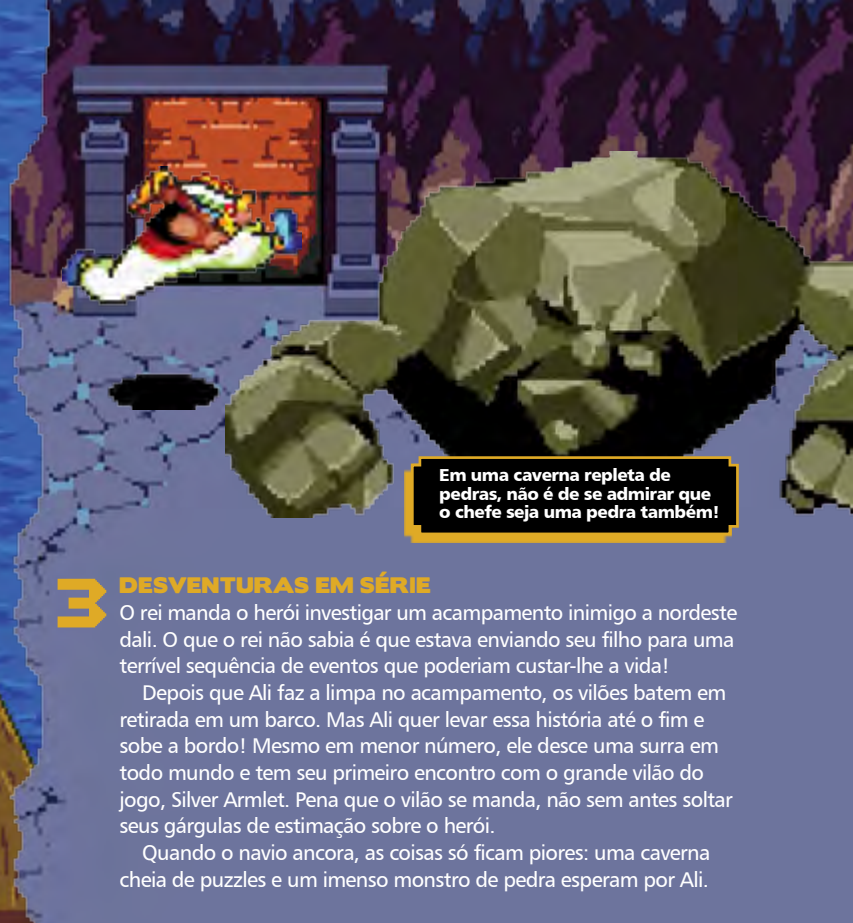 Em uma caverna repleta de
pedras, não é de se admirar que
o chefe seja uma pedra também!
3 DESVENTURAS EM SÉRIE
O rei manda o herói investigar um acampamento inimigo a nordeste
dali. O que o rei não sabia é que estava enviando seu filho para uma
terrível sequência de eventos que poderiam custar-lhe a vida!
Depois que Ali faz a limpa no acampamento, os vilões batem em
retirada em um barco. Mas Ali quer levar essa história até o fim e
sobe a bordo! Mesmo em menor número, ele desce uma surra em
todo mundo e tem seu primeiro encontro com o grande vilão do
jogo, Silver Armlet. Pena que o vilão se manda, não sem antes soltar
seus gárgulas de estimação sobre o herói.
Quando o navio ancora, as coisas só ficam piores: uma caverna
cheia de puzzles e um imenso monstro de pedra esperam por Ali.